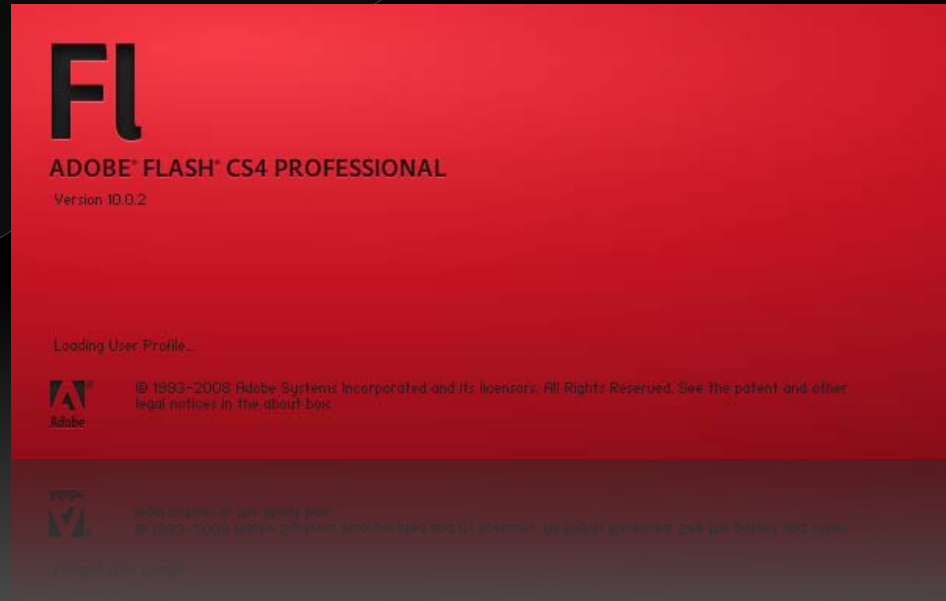 Fl
ADOBE® FLASH® CS4 PROFESSIONAL
Version 10.0.2
Loading User Profile...
Adobe
© 1993-2008 Adobe Systems Incorporated and its licensors. All Rights Reserved. See the patent and other
legal notices in the about box